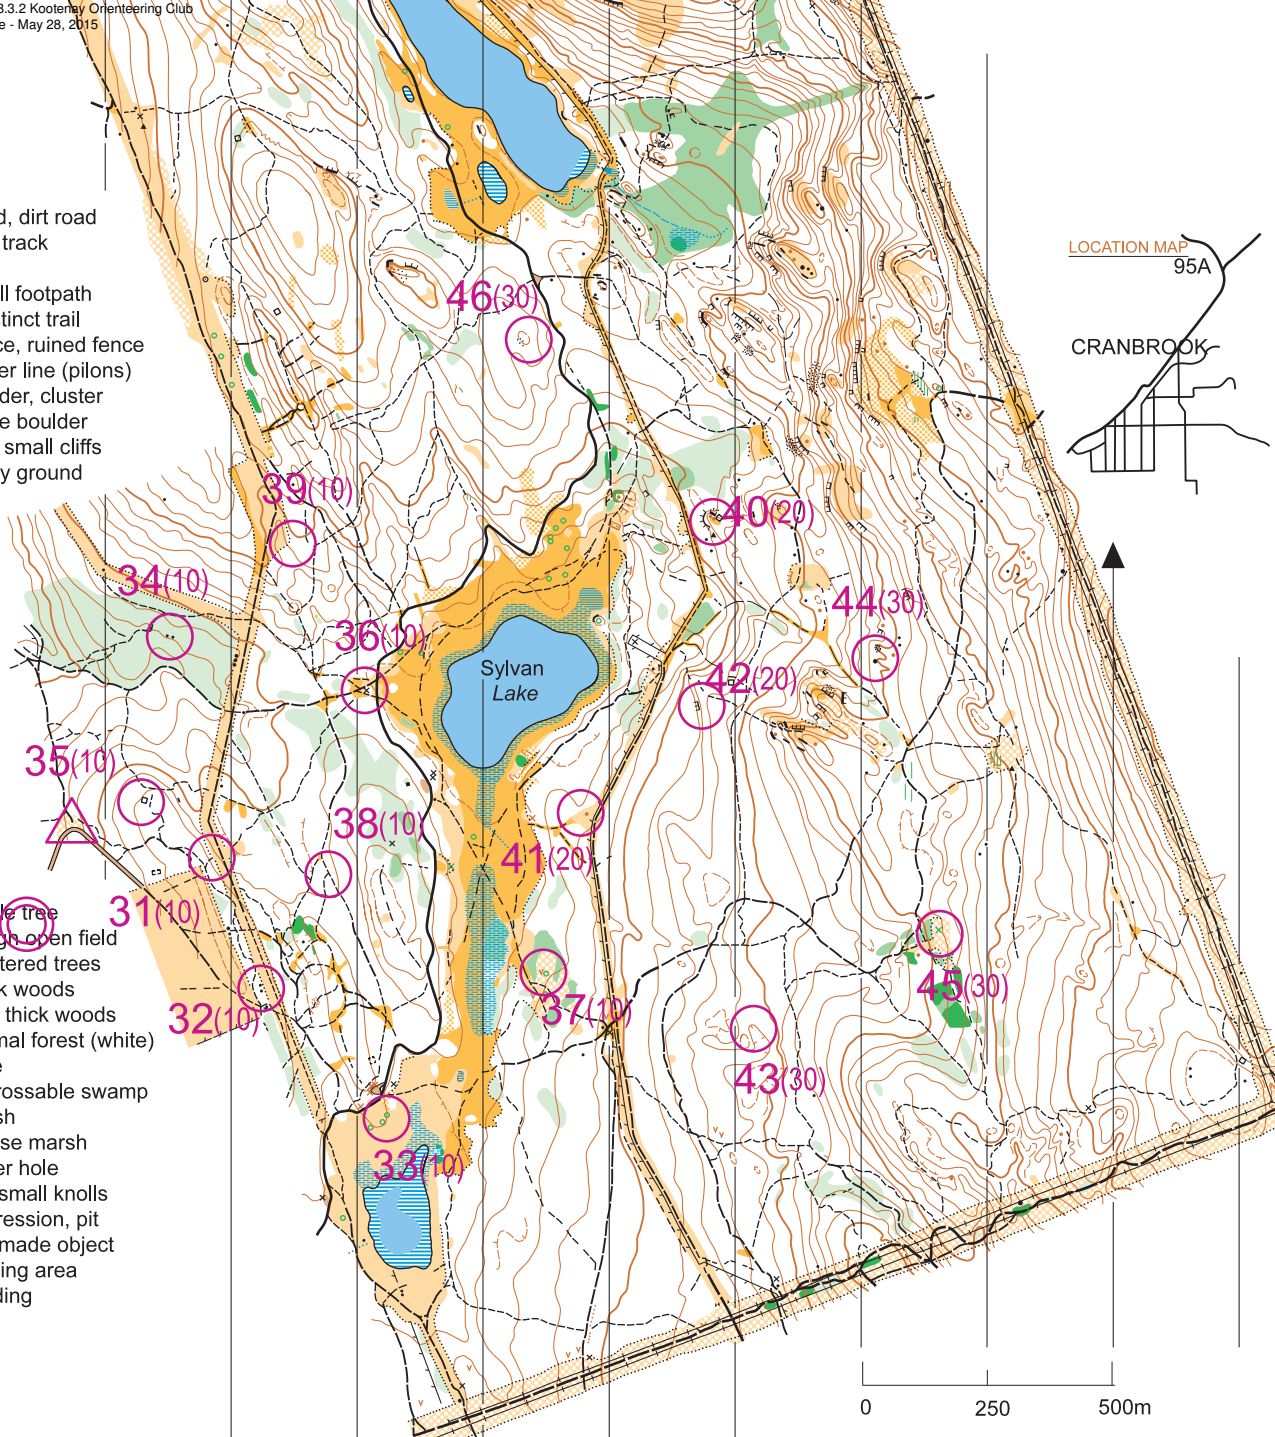 3.3.2 Kootenay Orienteering Club
e - May 28, 2015
d, dirt road
track
ll footpath
stinct trail
ce, ruined fence
er line (pilons)
der, cluster
e boulder
small cliffs
y ground
LOCATION MAP
95A
CRANBROOK
46(30)
39(10)
40(20)
34(10)
36(10)
44(30)
Sylvan
Lake
42(20)
35(10)
38(10)
41(20)
31(10)
le tree
gh open field
ttered trees
k woods
thick woods
mal forest (white)
e
rossable swamp
sh
se marsh
er hole
small knolls
ression, pit
made object
ing area
ding
32(10)
37(10)
45(30)
43(30)
33(10)
0 250 500m